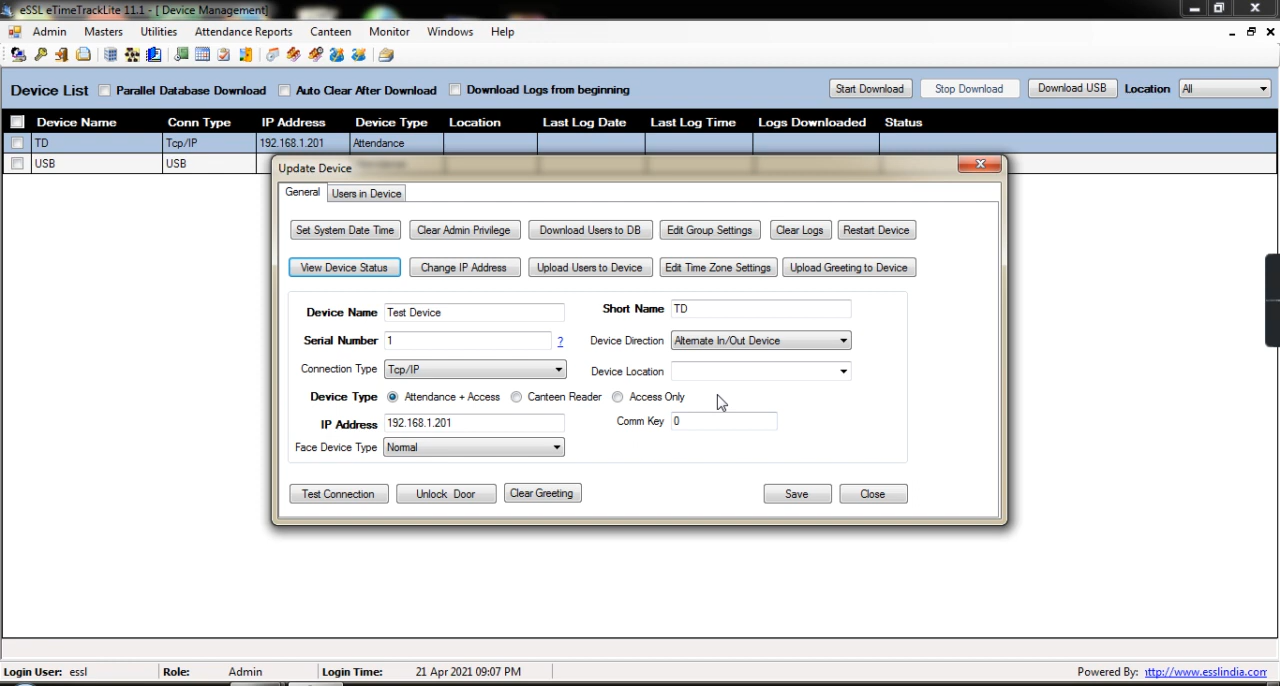 eSSL eTimeTrackLite 11.1 - [ Device Management]
Admin Masters Utilities Attendance Reports Canteen Monitor Windows Help
Device List Parallel Database Download Auto Clear After Download Download Logs from beginning Start Download Stop Download Download USB Location All
Device Name Conn Type IP Address Device Type Location Last Log Date Last Log Time Logs Downloaded Status
TD Tcp/IP 192.168.1.201 Attendance
USB USB
Update Device
General Users in Device
Set System Date Time Clear Admin Privilege Download Users to DB Edit Group Settings Clear Logs Restart Device
View Device Status Change IP Address Upload Users to Device Edit Time Zone Settings Upload Greeting to Device
Device Name Test Device Short Name TD
Serial Number 1 ? Device Direction Alternate In/Out Device
Connection Type Tcp/IP Device Location
Device Type Attendance + Access Canteen Reader Access Only
IP Address 192.168.1.201 Comm Key 0
Face Device Type Normal
Test Connection Unlock Door Clear Greeting Save Close
Login User: essl Role: Admin Login Time: 21 Apr 2021 09:07 PM Powered By: ttp://www.esslindia.com